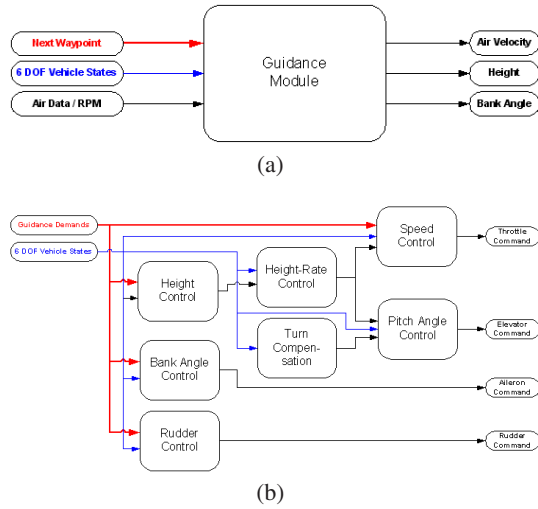 Next Waypoint
6 DOF Vehicle States
Air Data / RPM
Guidance
Module
Air Velocity
Height
Bank Angle
(a)
Guidance Demands
6 DOF Vehicle States
Height
Control
Height-Rate
Control
Speed
Control
Throttle
Command
Turn
Compen-
sation
Pitch Angle
Control
Elevator
Command
Bank Angle
Control
Aileron
Command
Rudder
Control
Rudder
Command
(b)